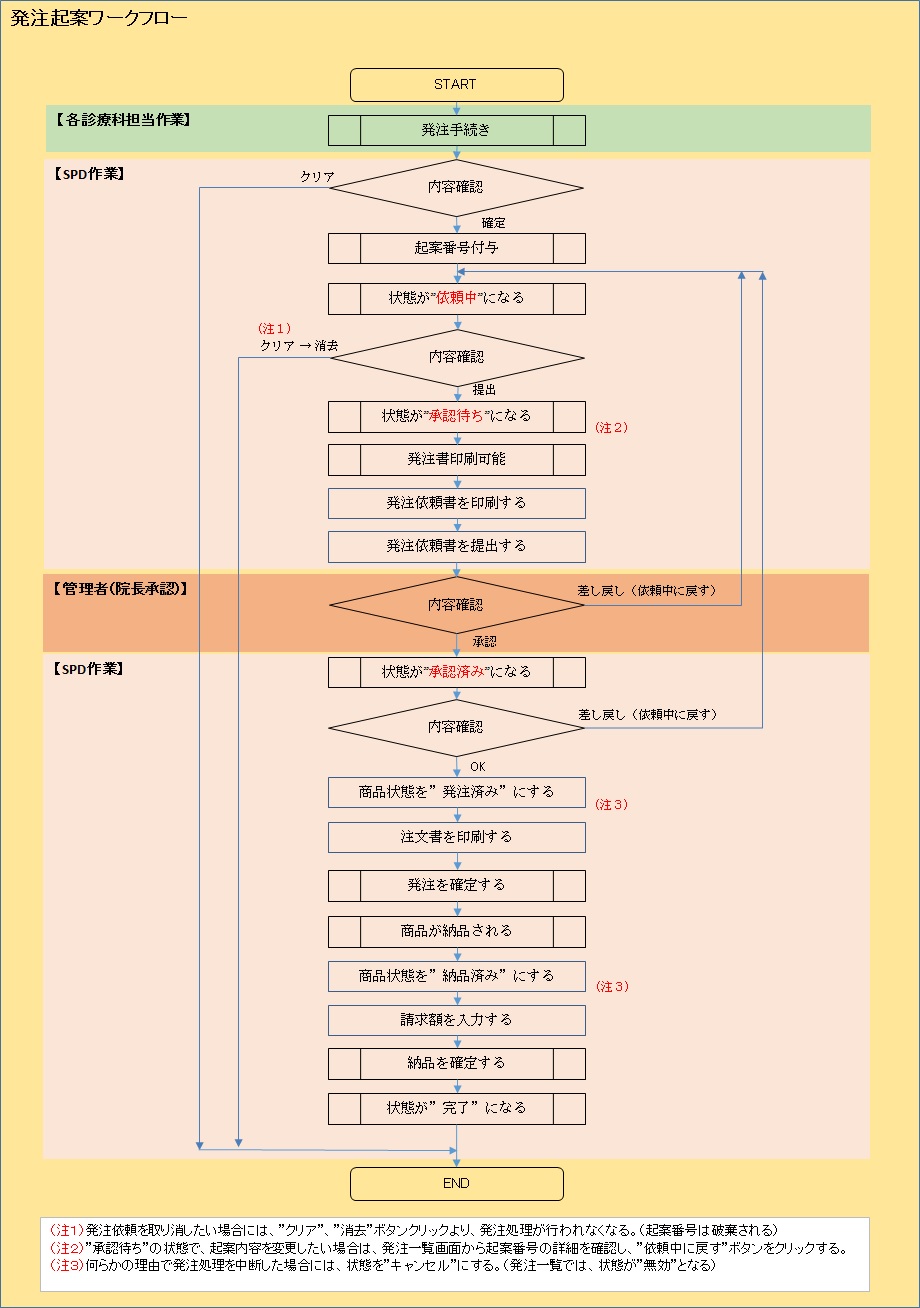 発注起案ワークフロー
START
【各診療科担当作業】
発注手続き
【SPD作業】
クリア
内容確認
確定
起案番号付与
状態が”依頼中”になる
（注１）
クリア → 消去
内容確認
提出
状態が”承認待ち”になる
（注２）
発注書印刷可能
発注依頼書を印刷する
発注依頼書を提出する
【管理者(院長承認)】
内容確認
差し戻し（依頼中に戻す）
承認
【SPD作業】
状態が”承認済み”になる
内容確認
差し戻し（依頼中に戻す）
OK
商品状態を”発注済み”にする
（注３）
注文書を印刷する
発注を確定する
商品が納品される
商品状態を”納品済み”にする
（注３）
請求額を入力する
納品を確定する
状態が”完了”になる
END
（注１）発注依頼を取り消したい場合には、”クリア”、”消去”ボタンクリックより、発注処理が行われなくなる。（起案番号は破棄される）
（注２）”承認待ち”の状態で、起案内容を変更したい場合は、発注一覧画面から起案番号の詳細を確認し、”依頼中に戻す”ボタンをクリックする。
（注３）何らかの理由で発注処理を中断した場合には、状態を”キャンセル”にする。（発注一覧では、状態が”無効”となる）